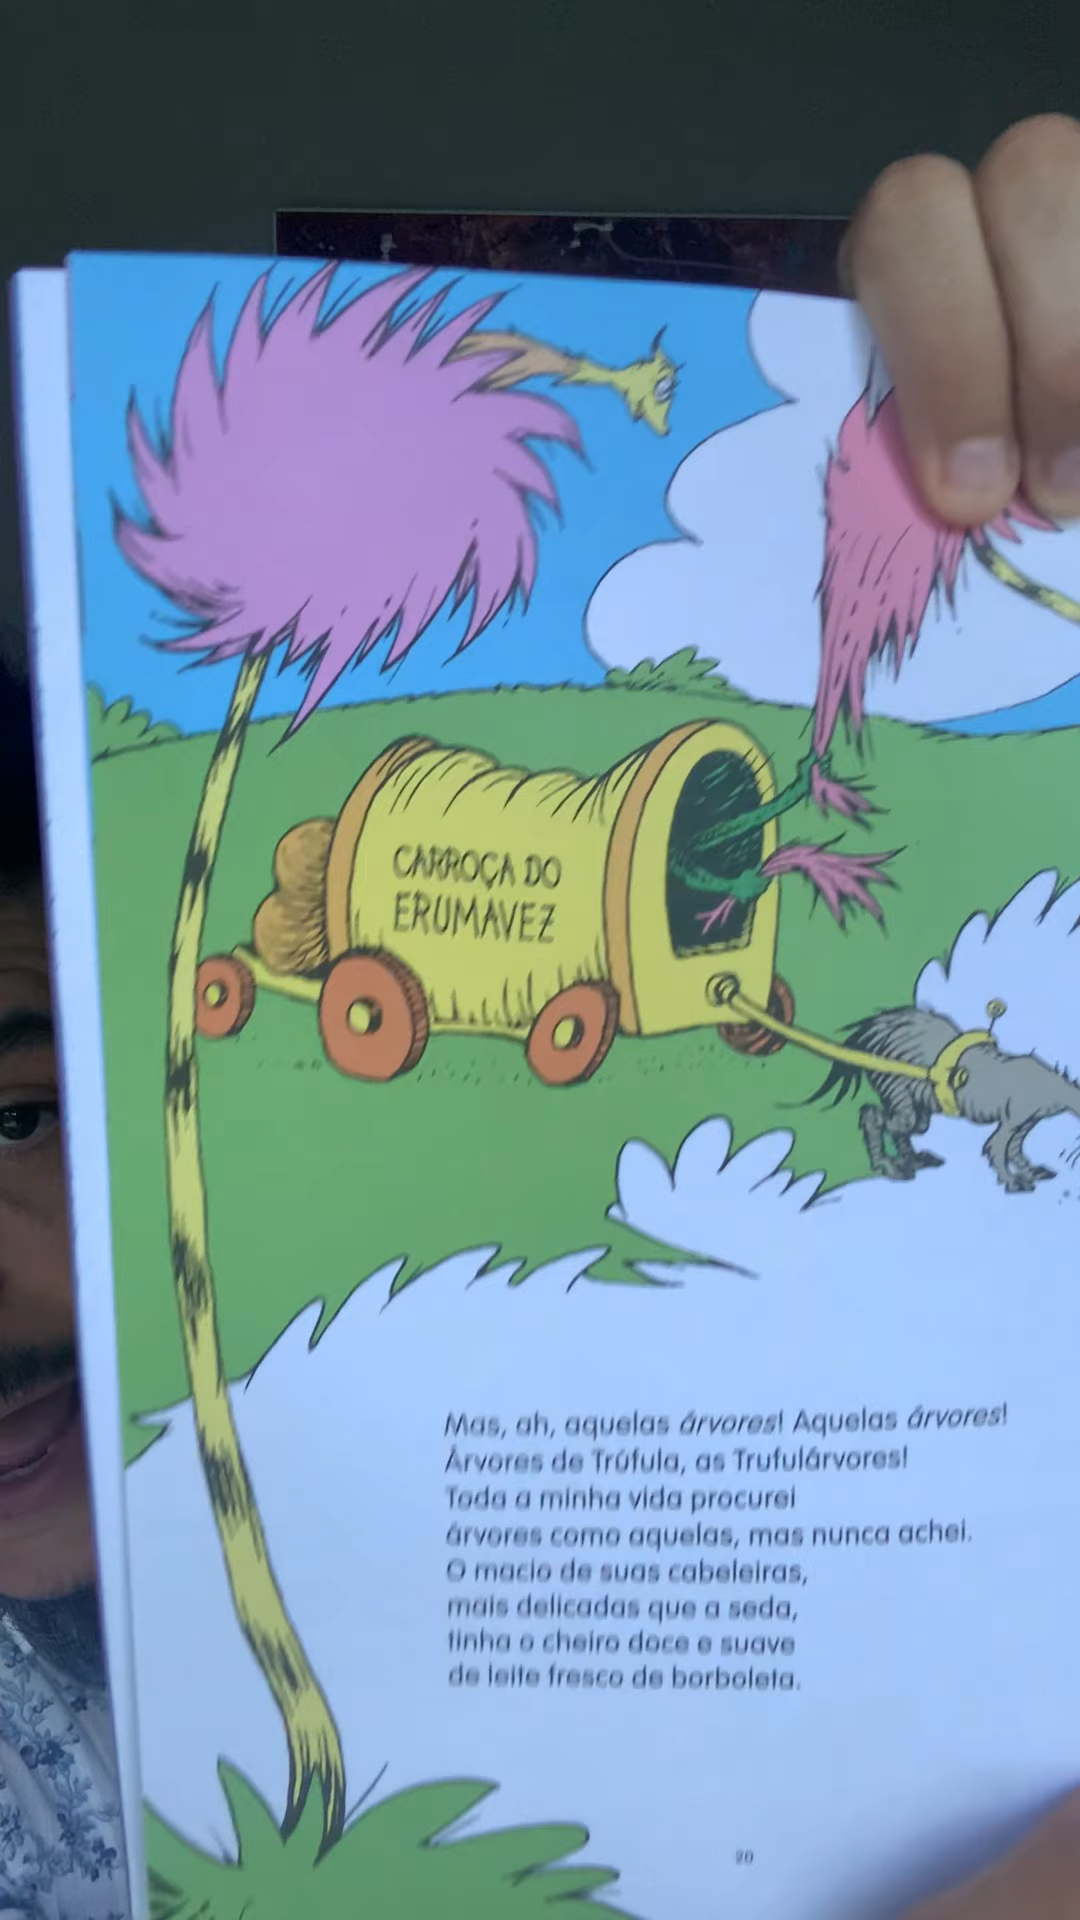 CARROÇA DO
ERUMAVEZ
Mas, ah, aquelas árvores! Aquelas árvores!
Árvores de Trúfula, as Trufulárvores!
Toda a minha vida procurei
árvores como aquelas, mas nunca achei.
O macio de suas cabeleiras,
mais delicadas que a seda,
tinha o cheiro doce e suave
de leite fresco de borboleta.
20